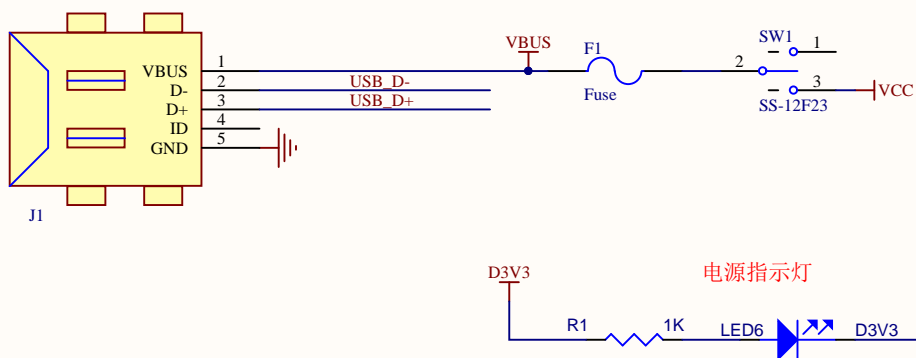 VBUS
F1
SW1
1
VBUS 1
2
D- 2 USB_D-
Fuse
3
D+ 3 USB_D+
SS-12F23
VCC
ID 4
GND 5
J1
D3V3
电源指示灯
R1 1K LED6 D3V3